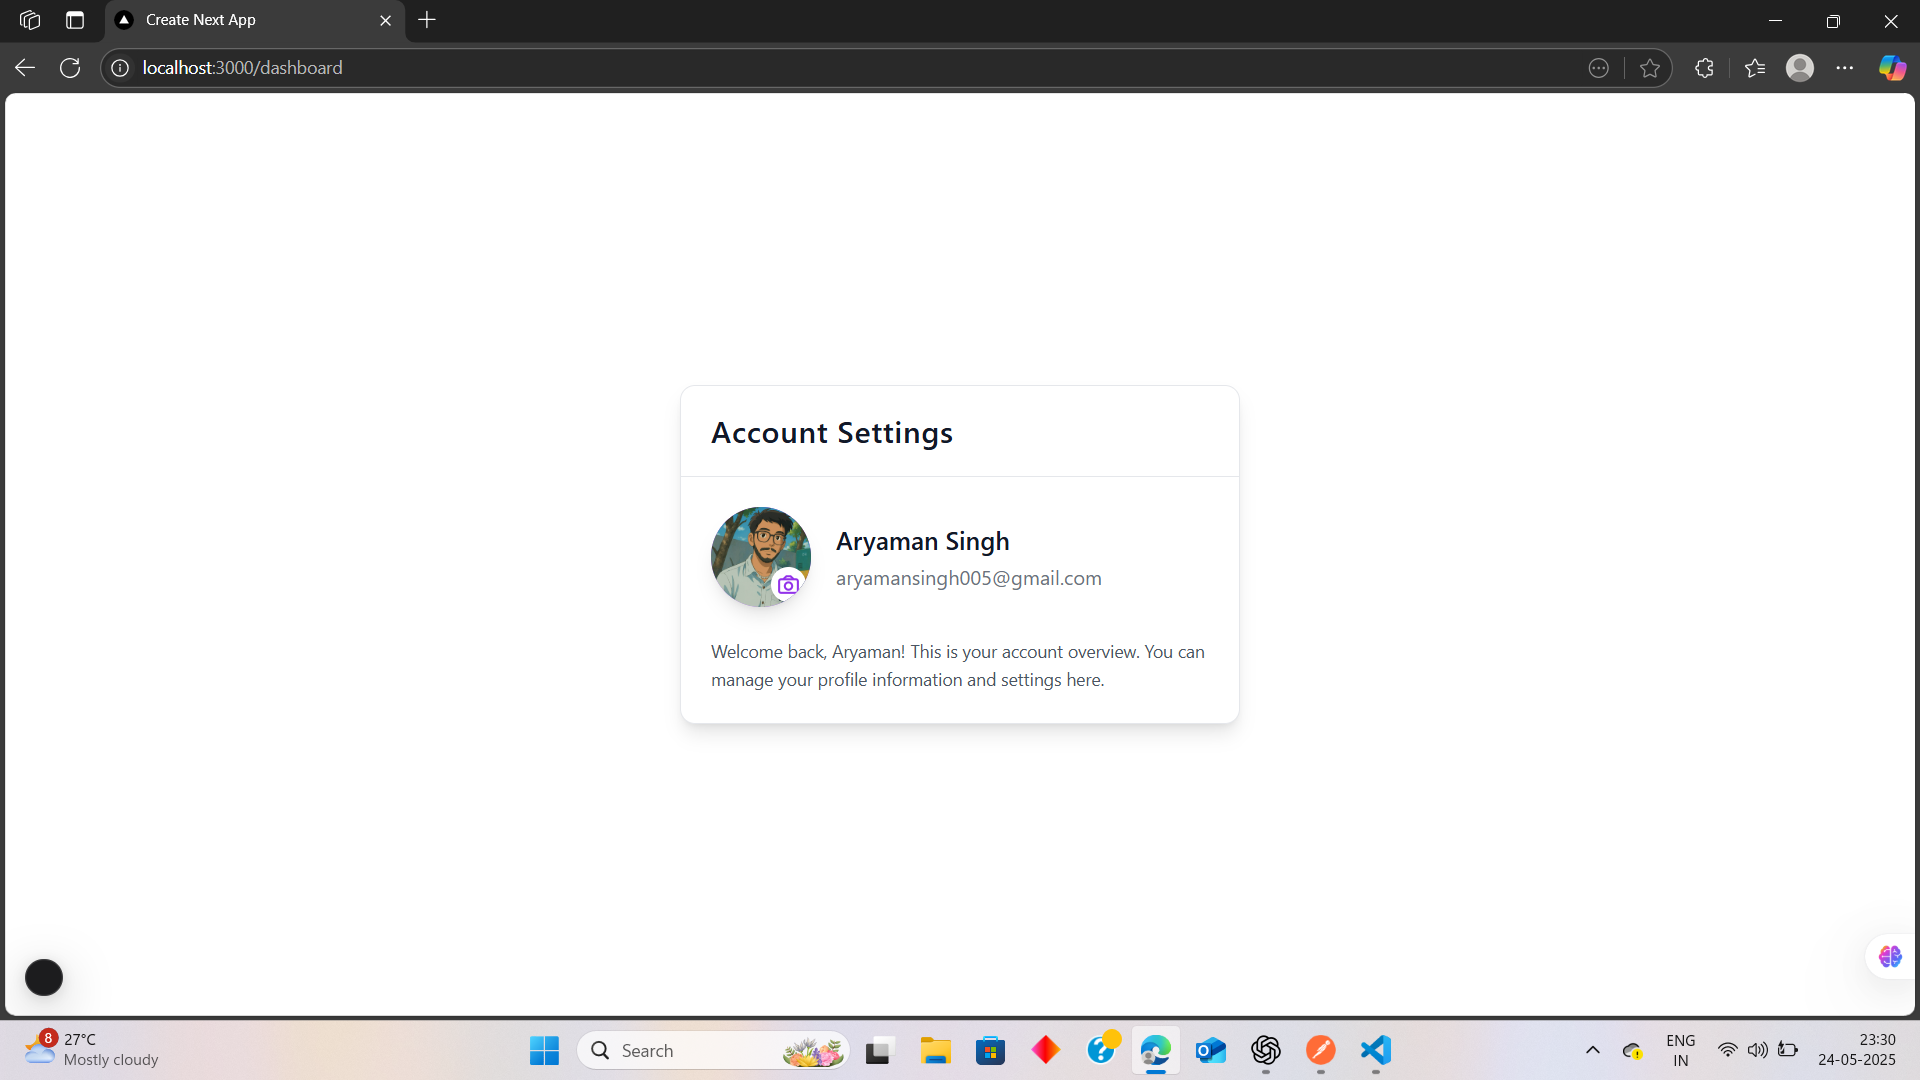 Create Next App
localhost:3000/dashboard
Account Settings
Aryaman Singh
aryamansingh005@gmail.com
Welcome back, Aryaman! This is your account overview. You can
manage your profile information and settings here.
8
27°C
Mostly cloudy
Search
ENG
IN
23:30
24-05-2025